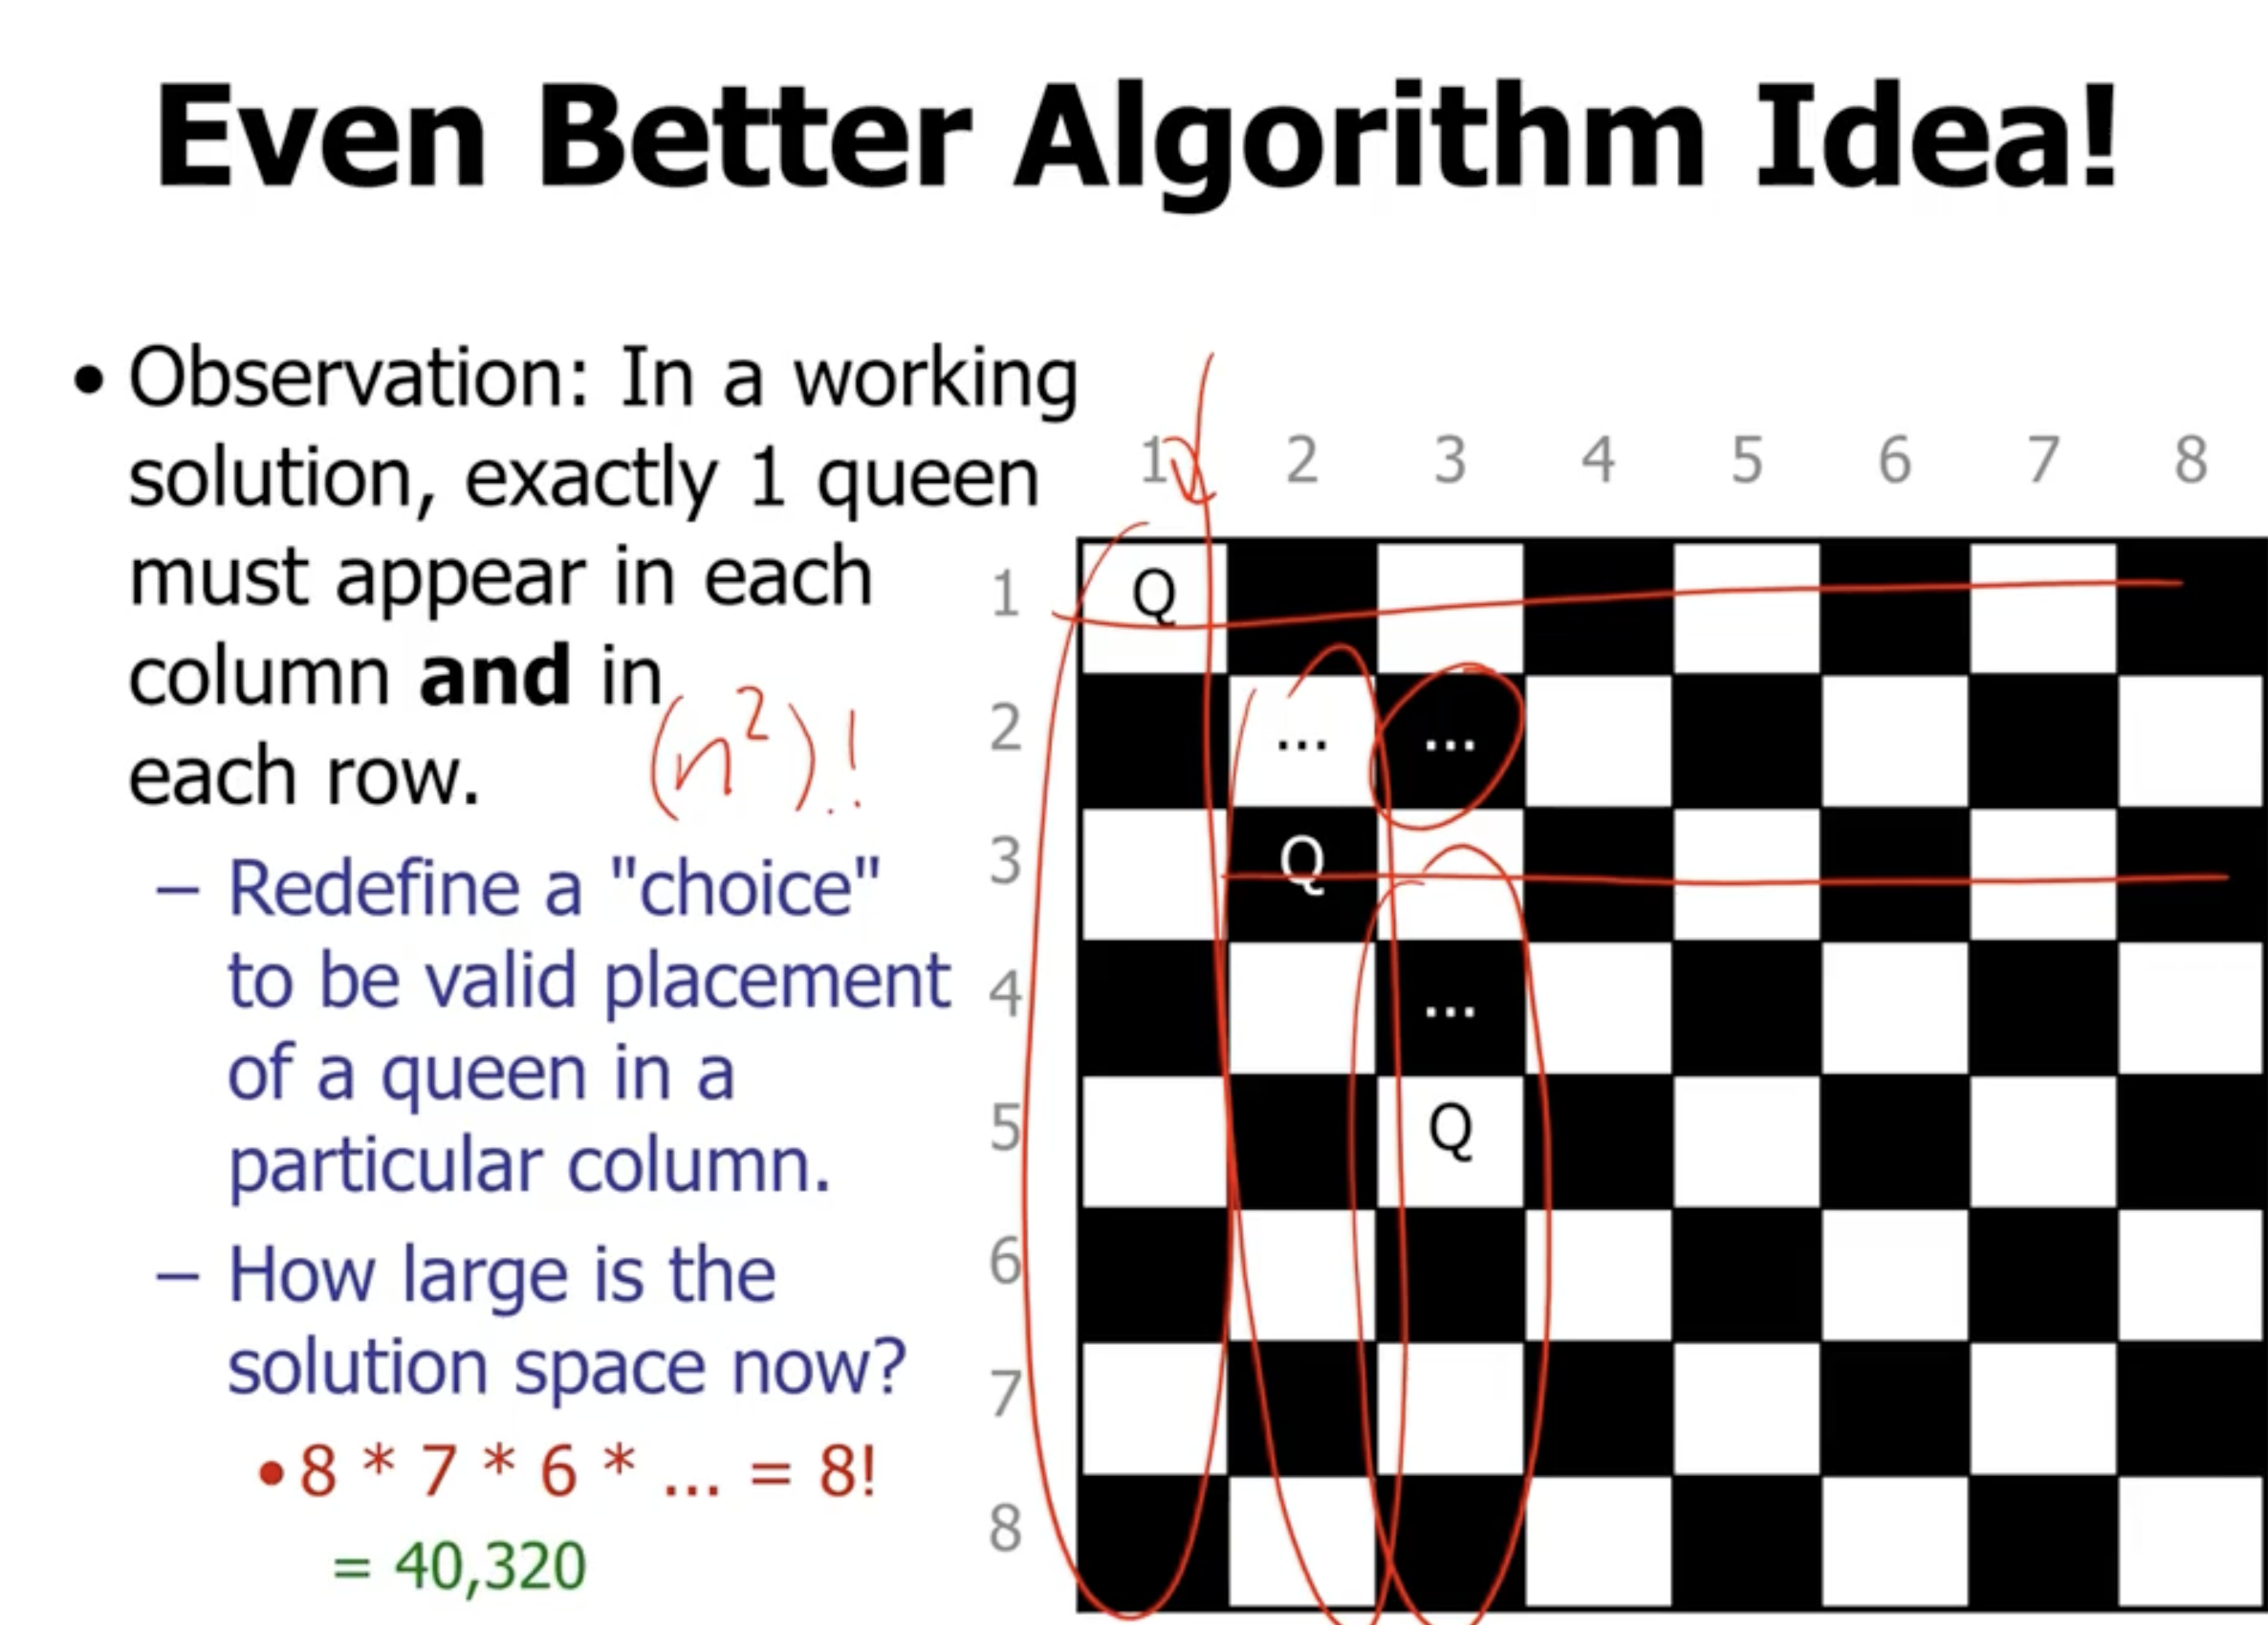 Even Better Algorithm Idea!
• Observation: In a working
solution, exactly 1 queen
must appear in each
column and in
each row.
(n²)!
– Redefine a "choice"
to be valid placement
of a queen in a
particular column.
– How large is the
solution space now?
• 8 * 7 * 6 * ... = 8!
= 40,320
1 2 3 4 5 6 7 8
1 Q
2 ... ...
3 Q
4 ...
5 Q
6
7
8